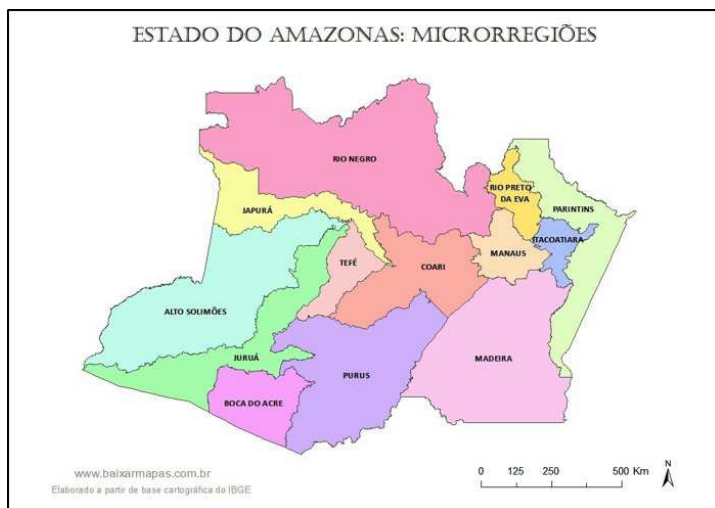 ESTADO DO AMAZONAS: MICRORREGIÕES
RIO NEGRO
RIO PRETO
DA EVA
PARINTINS
JAPURÁ
ITACOATIARA
MANAUS
TEFÉ
COARI
ALTO SOLIMÕES
JURUÁ
MADEIRA
PURUS
BOCA DO ACRE
www.baixarmapas.com.br
Elaborado a partir de base cartográfica do IBGE
0 125 250 500 Km
N